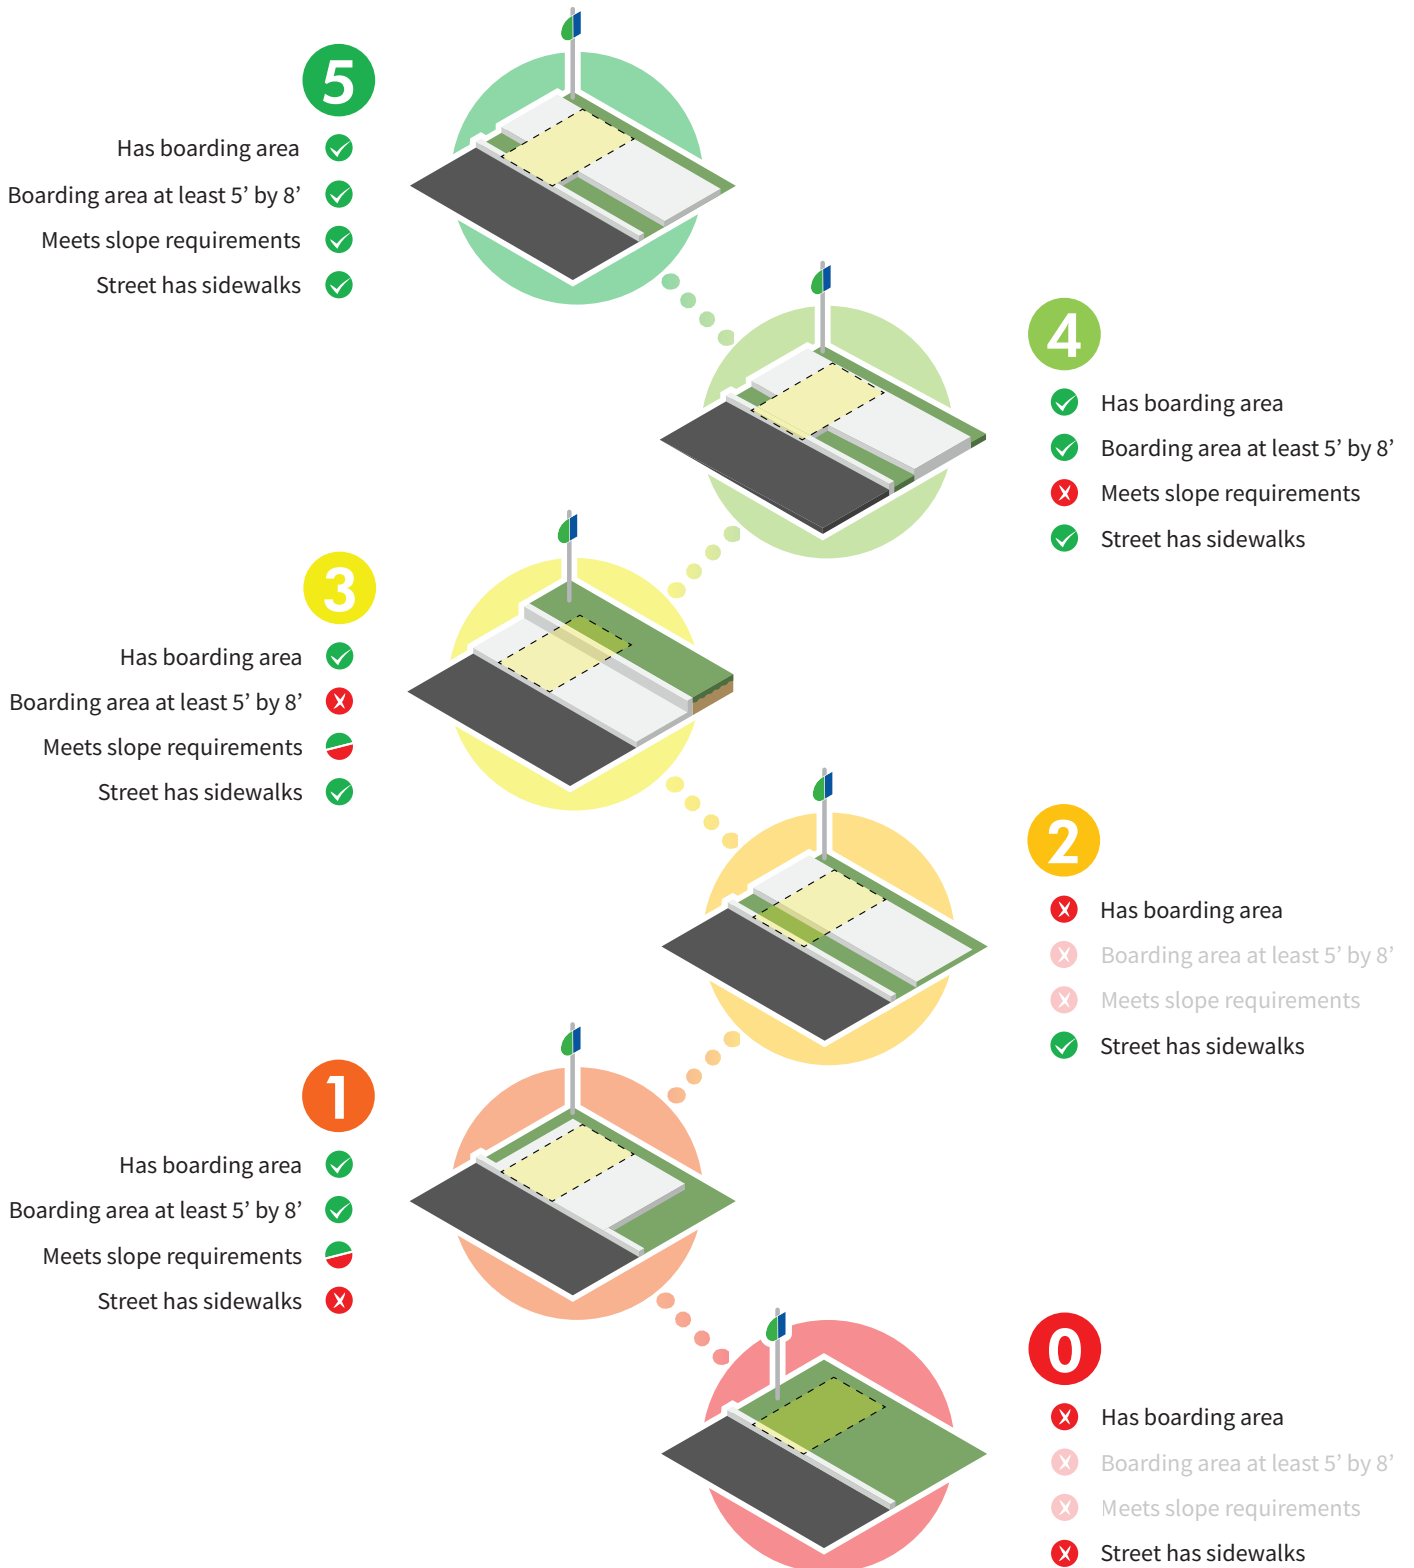 5
Has boarding area
Boarding area at least 5’ by 8’
Meets slope requirements
Street has sidewalks
4
Has boarding area
Boarding area at least 5’ by 8’
Meets slope requirements
Street has sidewalks
3
Has boarding area
Boarding area at least 5’ by 8’
Meets slope requirements
Street has sidewalks
2
Has boarding area
Boarding area at least 5’ by 8’
Meets slope requirements
Street has sidewalks
1
Has boarding area
Boarding area at least 5’ by 8’
Meets slope requirements
Street has sidewalks
0
Has boarding area
Boarding area at least 5’ by 8’
Meets slope requirements
Street has sidewalks